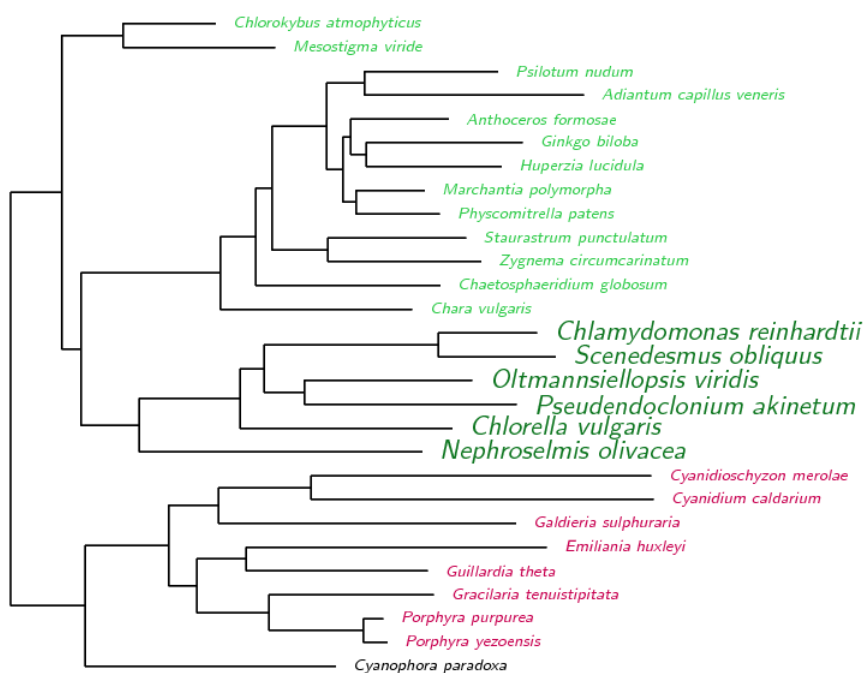 Chlorokybus atmophyticus
Mesostigma viride
Psilotum nudum
Adiantum capillus veneris
Anthoceros formosae
Ginkgo biloba
Huperzia lucidula
Marchantia polymorpha
Physcomitrella patens
Staurastrum punctulatum
Zygnema circumcarinatum
Chaetosphaeridium globosum
Chara vulgaris
Chlamydomonas reinhardtii
Scenedesmus obliquus
Oltmannsiellopsis viridis
Pseudendoclonium akinetum
Chlorella vulgaris
Nephroselmis olivacea
Cyanidioschyzon merolae
Cyanidium caldarium
Galdieria sulphuraria
Emiliania huxleyi
Guillardia theta
Gracilaria tenuistipitata
Porphyra purpurea
Porphyra yezoensis
Cyanophora paradoxa